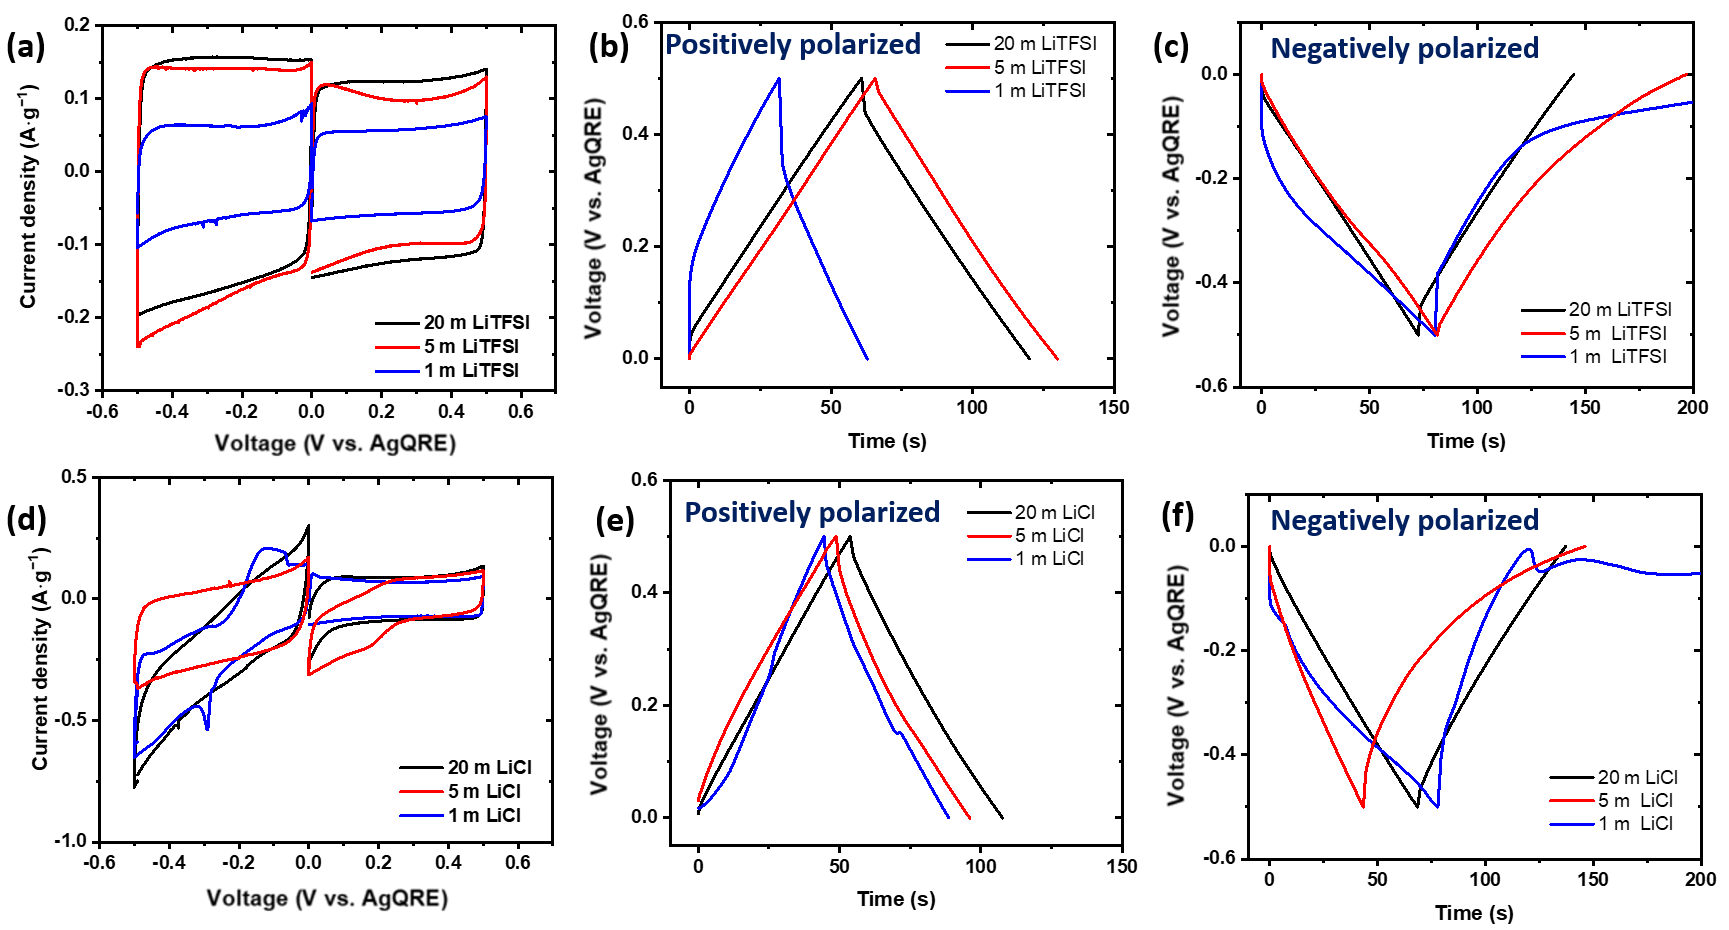 (a)
0.2
0.1
0.0
-0.1
-0.2
-0.3
Current density (A·g⁻¹)
20 m LiTFSI
5 m LiTFSI
1 m LiTFSI
-0.6 -0.4 -0.2 0.0 0.2 0.4 0.6
Voltage (V vs. AgQRE)
(b)
Positively polarized
20 m LiTFSI
5 m LiTFSI
1 m LiTFSI
0.6
0.4
0.2
0.0
Voltage (V vs. AgQRE)
0 50 100 150
Time (s)
(c)
Negatively polarized
0.0
-0.2
-0.4
-0.6
Voltage (V vs. AgQRE)
20 m LiTFSI
5 m LiTFSI
1 m LiTFSI
0 50 100 150 200
Time (s)
(d)
0.5
0.0
-0.5
-1.0
Current density (A·g⁻¹)
20 m LiCl
5 m LiCl
1 m LiCl
-0.6 -0.4 -0.2 0.0 0.2 0.4 0.6
Voltage (V vs. AgQRE)
(e)
Positively polarized
20 m LiCl
5 m LiCl
1 m LiCl
0.6
0.4
0.2
0.0
Voltage (V vs. AgQRE)
0 50 100 150
Time (s)
(f)
Negatively polarized
0.0
-0.2
-0.4
-0.6
Voltage (V vs. AgQRE)
20 m LiCl
5 m LiCl
1 m LiCl
0 50 100 150 200
Time (s)